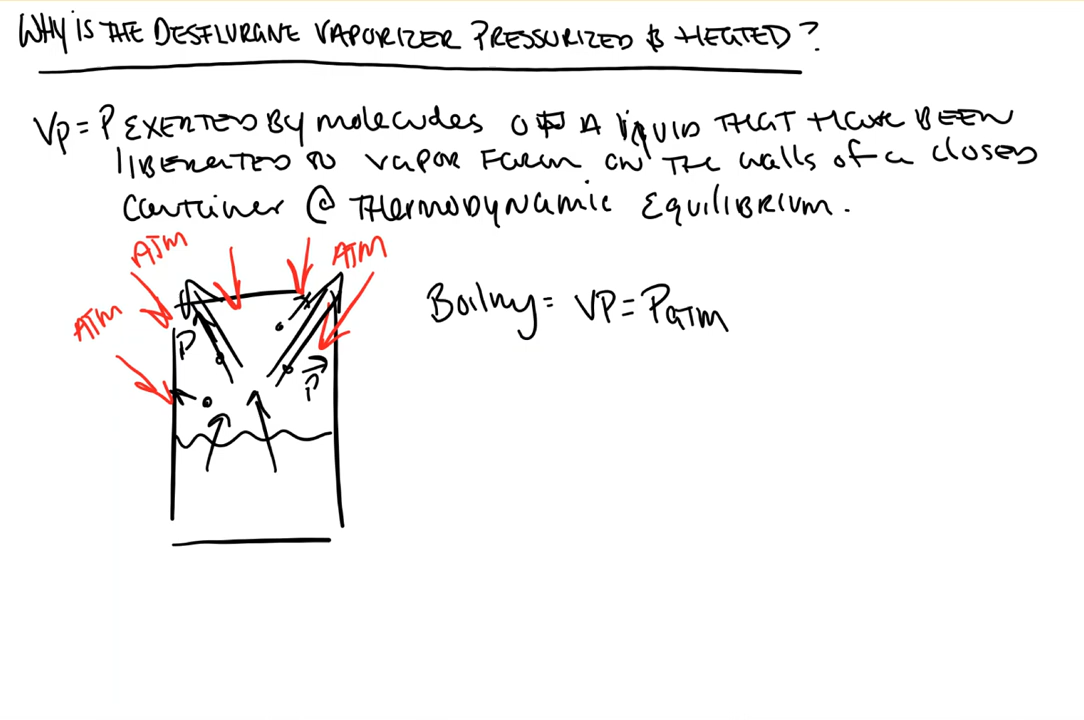 WHY IS THE DESFLURANE VAPORIZER PRESSURIZED & HEATED?
VP = P EXERTED BY molecules OF A liquid THAT HAVE BEEN
liBERATED TO VAPOR FORM ON THE walls of a closed
container @ THermoDyNamic EquiliBRIUM.
ATM
ATM
ATM
Boiling = VP = PATM
P
P